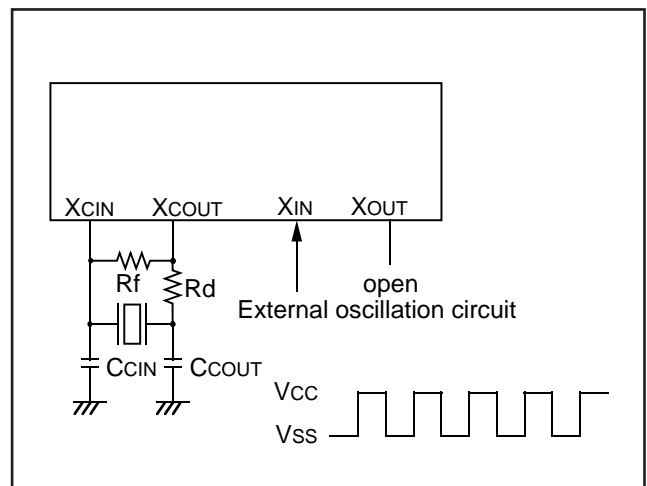 XCIN XCOUT XIN XOUT
Rf Rd
open
External oscillation circuit
CCIN CCOUT
VCC
VSS